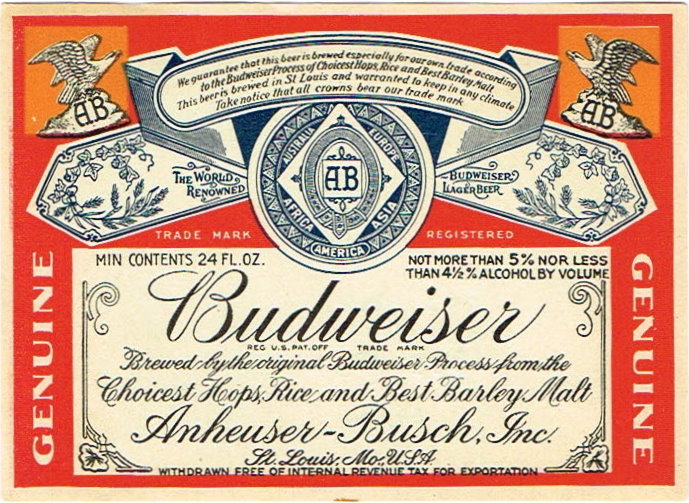 We guarantee that this beer is brewed especially for our own trade according
to the Budweiser Process of Choicest Hops, Rice and Best Barley Malt
This beer is brewed in St Louis and warranted to keep in any climate
Take notice that all crowns bear our trade mark
AB
AB
THE WORLD
RENOWNED
AUSTRALIA
EUROPE
AFRICA
ASIA
AMERICA
AB
BUDWEISER
LAGER BEER
TRADE MARK
REGISTERED
MIN CONTENTS 24 FL. OZ.
NOT MORE THAN 5% NOR LESS
THAN 4½% ALCOHOL BY VOLUME
GENUINE
GENUINE
Budweiser
REG. U.S. PAT. OFF TRADE MARK
Brewed by the original Budweiser Process from the
Choicest Hops, Rice and Best Barley Malt
Anheuser-Busch, Inc.
St. Louis, Mo., U.S.A.
WITHDRAWN FREE OF INTERNAL REVENUE TAX FOR EXPORTATION